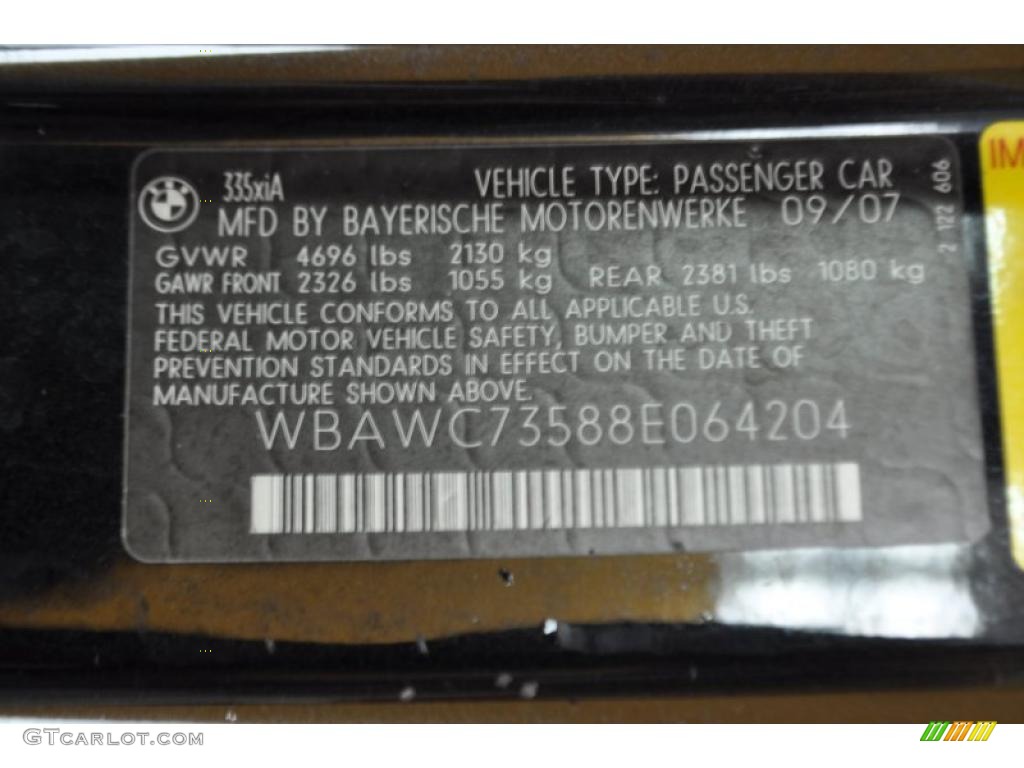 335xiA
VEHICLE TYPE: PASSENGER CAR
MFD BY BAYERISCHE MOTORENWERKE 09/07
GVWR 4696 lbs 2130 kg
GAWR FRONT 2326 lbs 1055 kg REAR 2381 lbs 1080 kg
THIS VEHICLE CONFORMS TO ALL APPLICABLE U.S.
FEDERAL MOTOR VEHICLE SAFETY, BUMPER AND THEFT
PREVENTION STANDARDS IN EFFECT ON THE DATE OF
MANUFACTURE SHOWN ABOVE.
WBAWC73588E064204
2 122 606
IM
GTCARLOT.COM